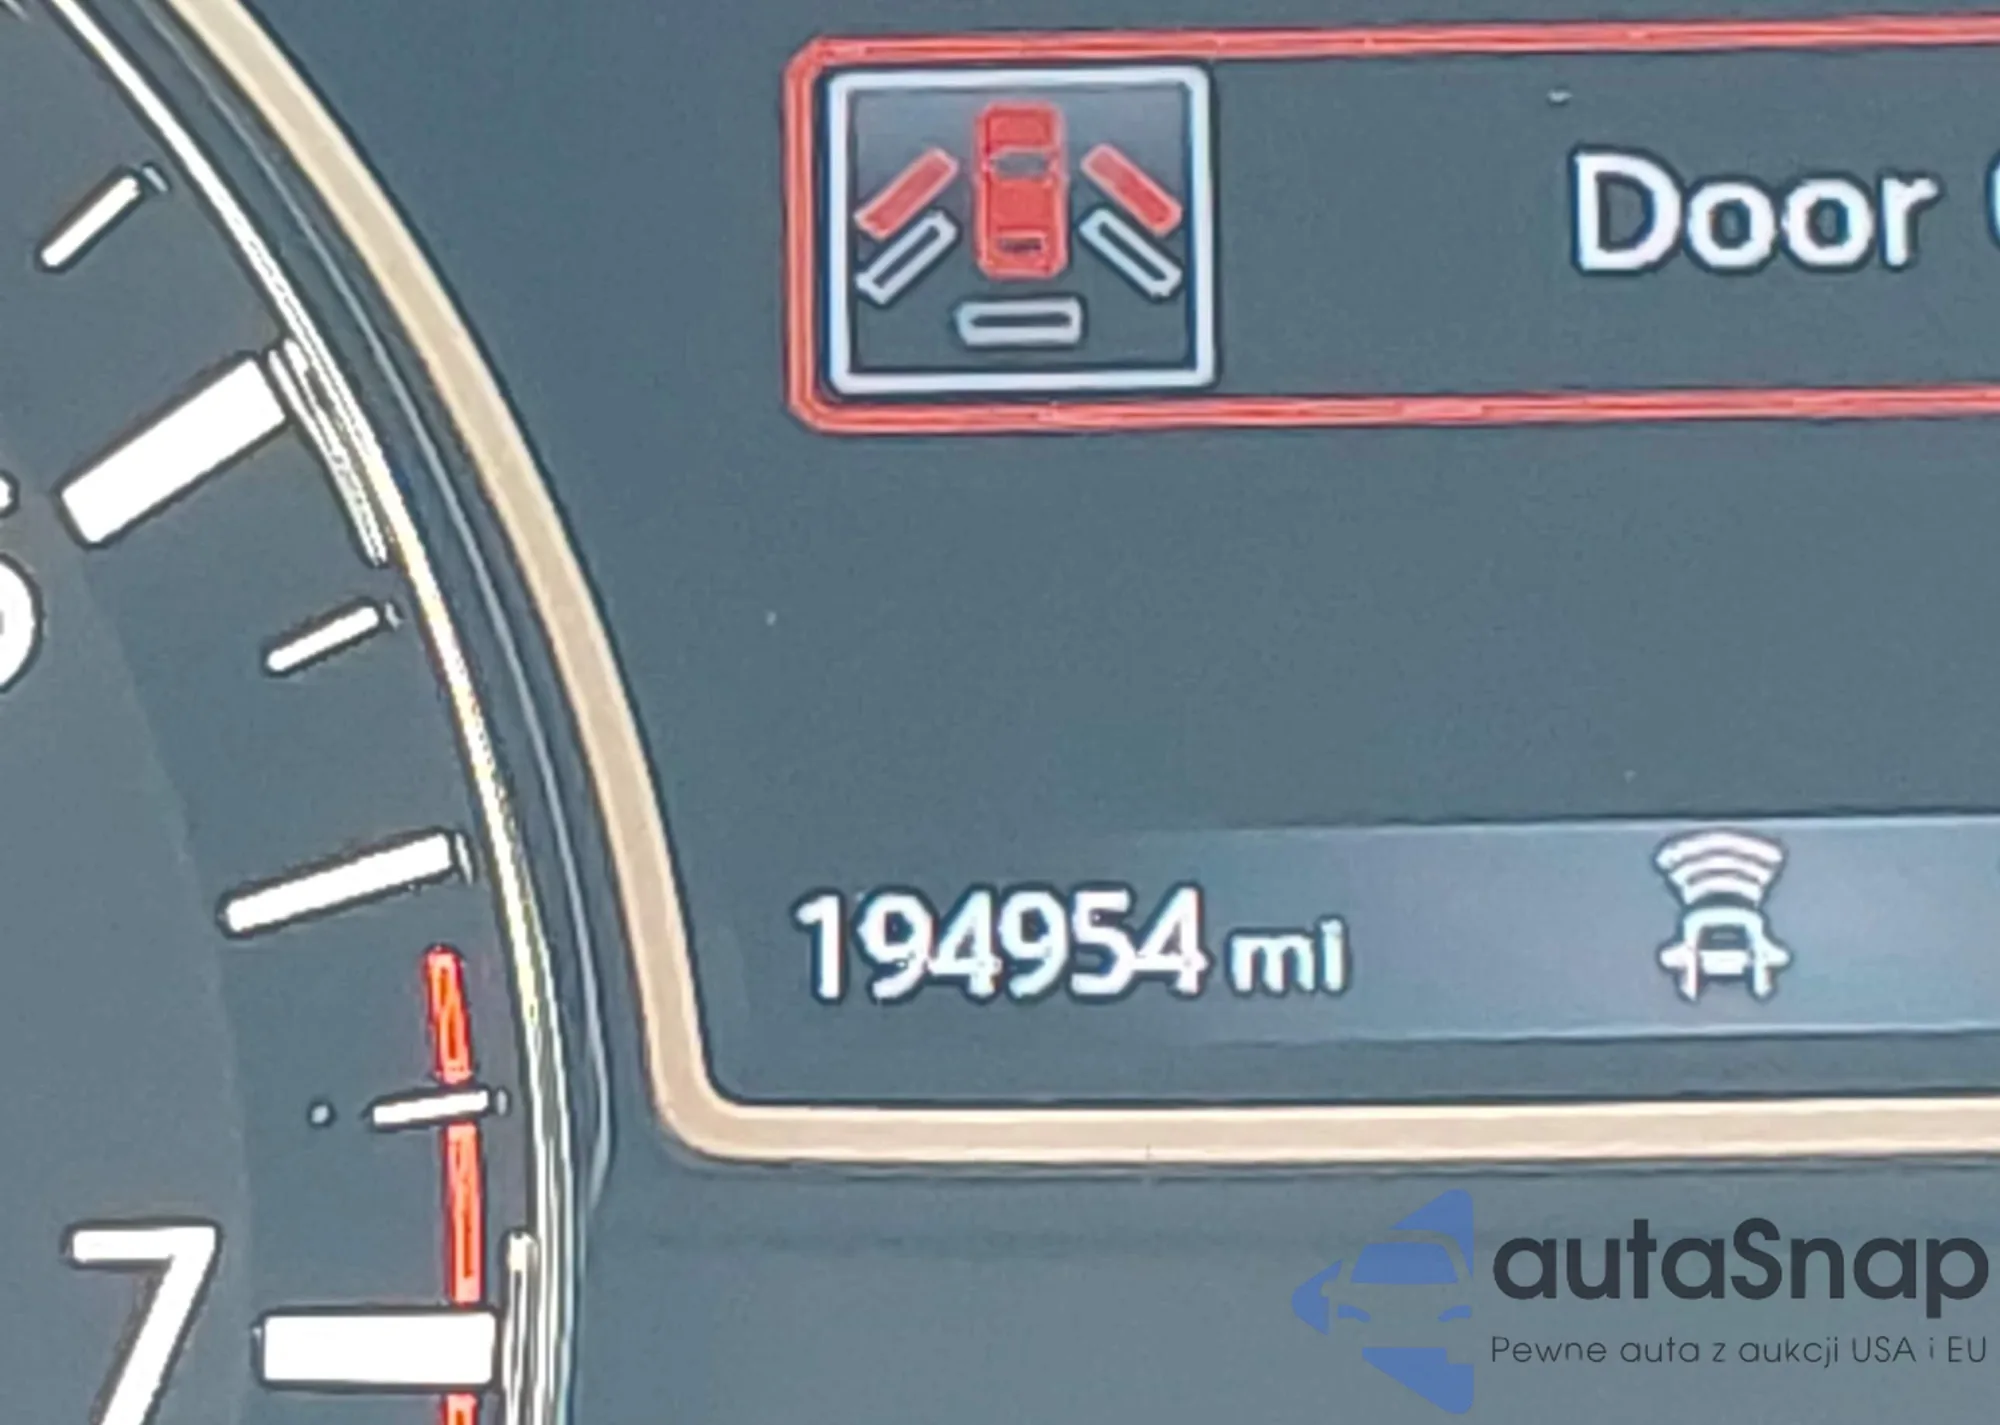 Door
194954 mi
7
autaSnap
Pewne auta z aukcji USA i EU